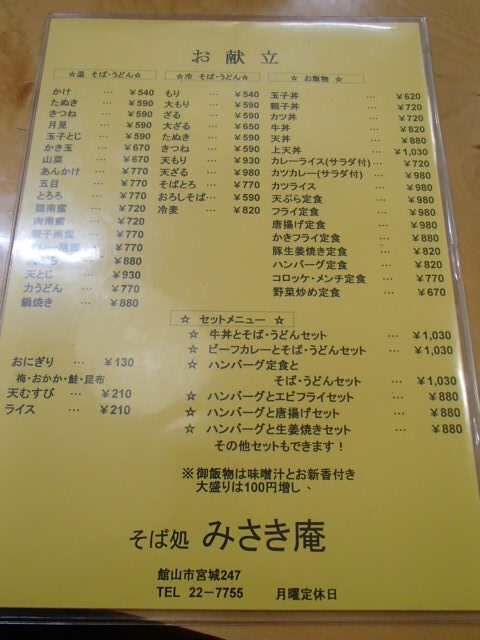 お献立
☆温 そば・うどん☆
かけ … ¥540
たぬき … ¥590
きつね … ¥590
月見 … ¥590
玉子とじ … ¥590
かき玉 … ¥670
山菜 … ¥670
あんかけ … ¥770
五目 … ¥770
とろろ … ¥770
鶏南蛮 … ¥720
肉南蛮 … ¥720
親子南蛮 … ¥770
カレー南蛮 … ¥770
… ¥880
天とじ … ¥930
力うどん … ¥770
鍋焼き … ¥880
☆冷 そば・うどん☆
もり … ¥540
大もり … ¥590
ざる … ¥590
大ざる … ¥650
たぬき … ¥590
きつね … ¥590
天もり … ¥930
天ざる … ¥980
そばとろ … ¥770
おろしそば… ¥590
冷麦 … ¥820
☆ お飯物 ☆
玉子丼 … ¥620
親子丼 … ¥720
カツ丼 … ¥720
牛丼 … ¥820
天丼 … ¥880
上天丼 … ¥1,030
カレーライス(サラダ付)… ¥720
カツカレー(サラダ付)… ¥980
カツライス … ¥980
天ぷら定食 … ¥980
フライ定食 … ¥980
唐揚げ定食 … ¥980
かきフライ定食 … ¥880
豚生姜焼き定食 … ¥820
ハンバーグ定食 … ¥820
コロッケ・メンチ定食 … ¥770
野菜炒め定食 … ¥670
おにぎり … ¥130
梅・おかか・鮭・昆布
天むすび … ¥210
ライス … ¥210
☆ セットメニュー ☆
☆ 牛丼とそば・うどんセット … ¥1,030
☆ ビーフカレーとそば・うどんセット … ¥1,030
☆ ハンバーグ定食と
そば・うどんセット … ¥1,030
☆ ハンバーグとエビフライセット … ¥880
☆ ハンバーグと唐揚げセット … ¥880
☆ ハンバーグと生姜焼きセット … ¥880
その他セットもできます！
※御飯物は味噌汁とお新香付き
大盛りは100円増し、
そば処 みさき庵
館山市宮城247
TEL 22-7755 月曜定休日